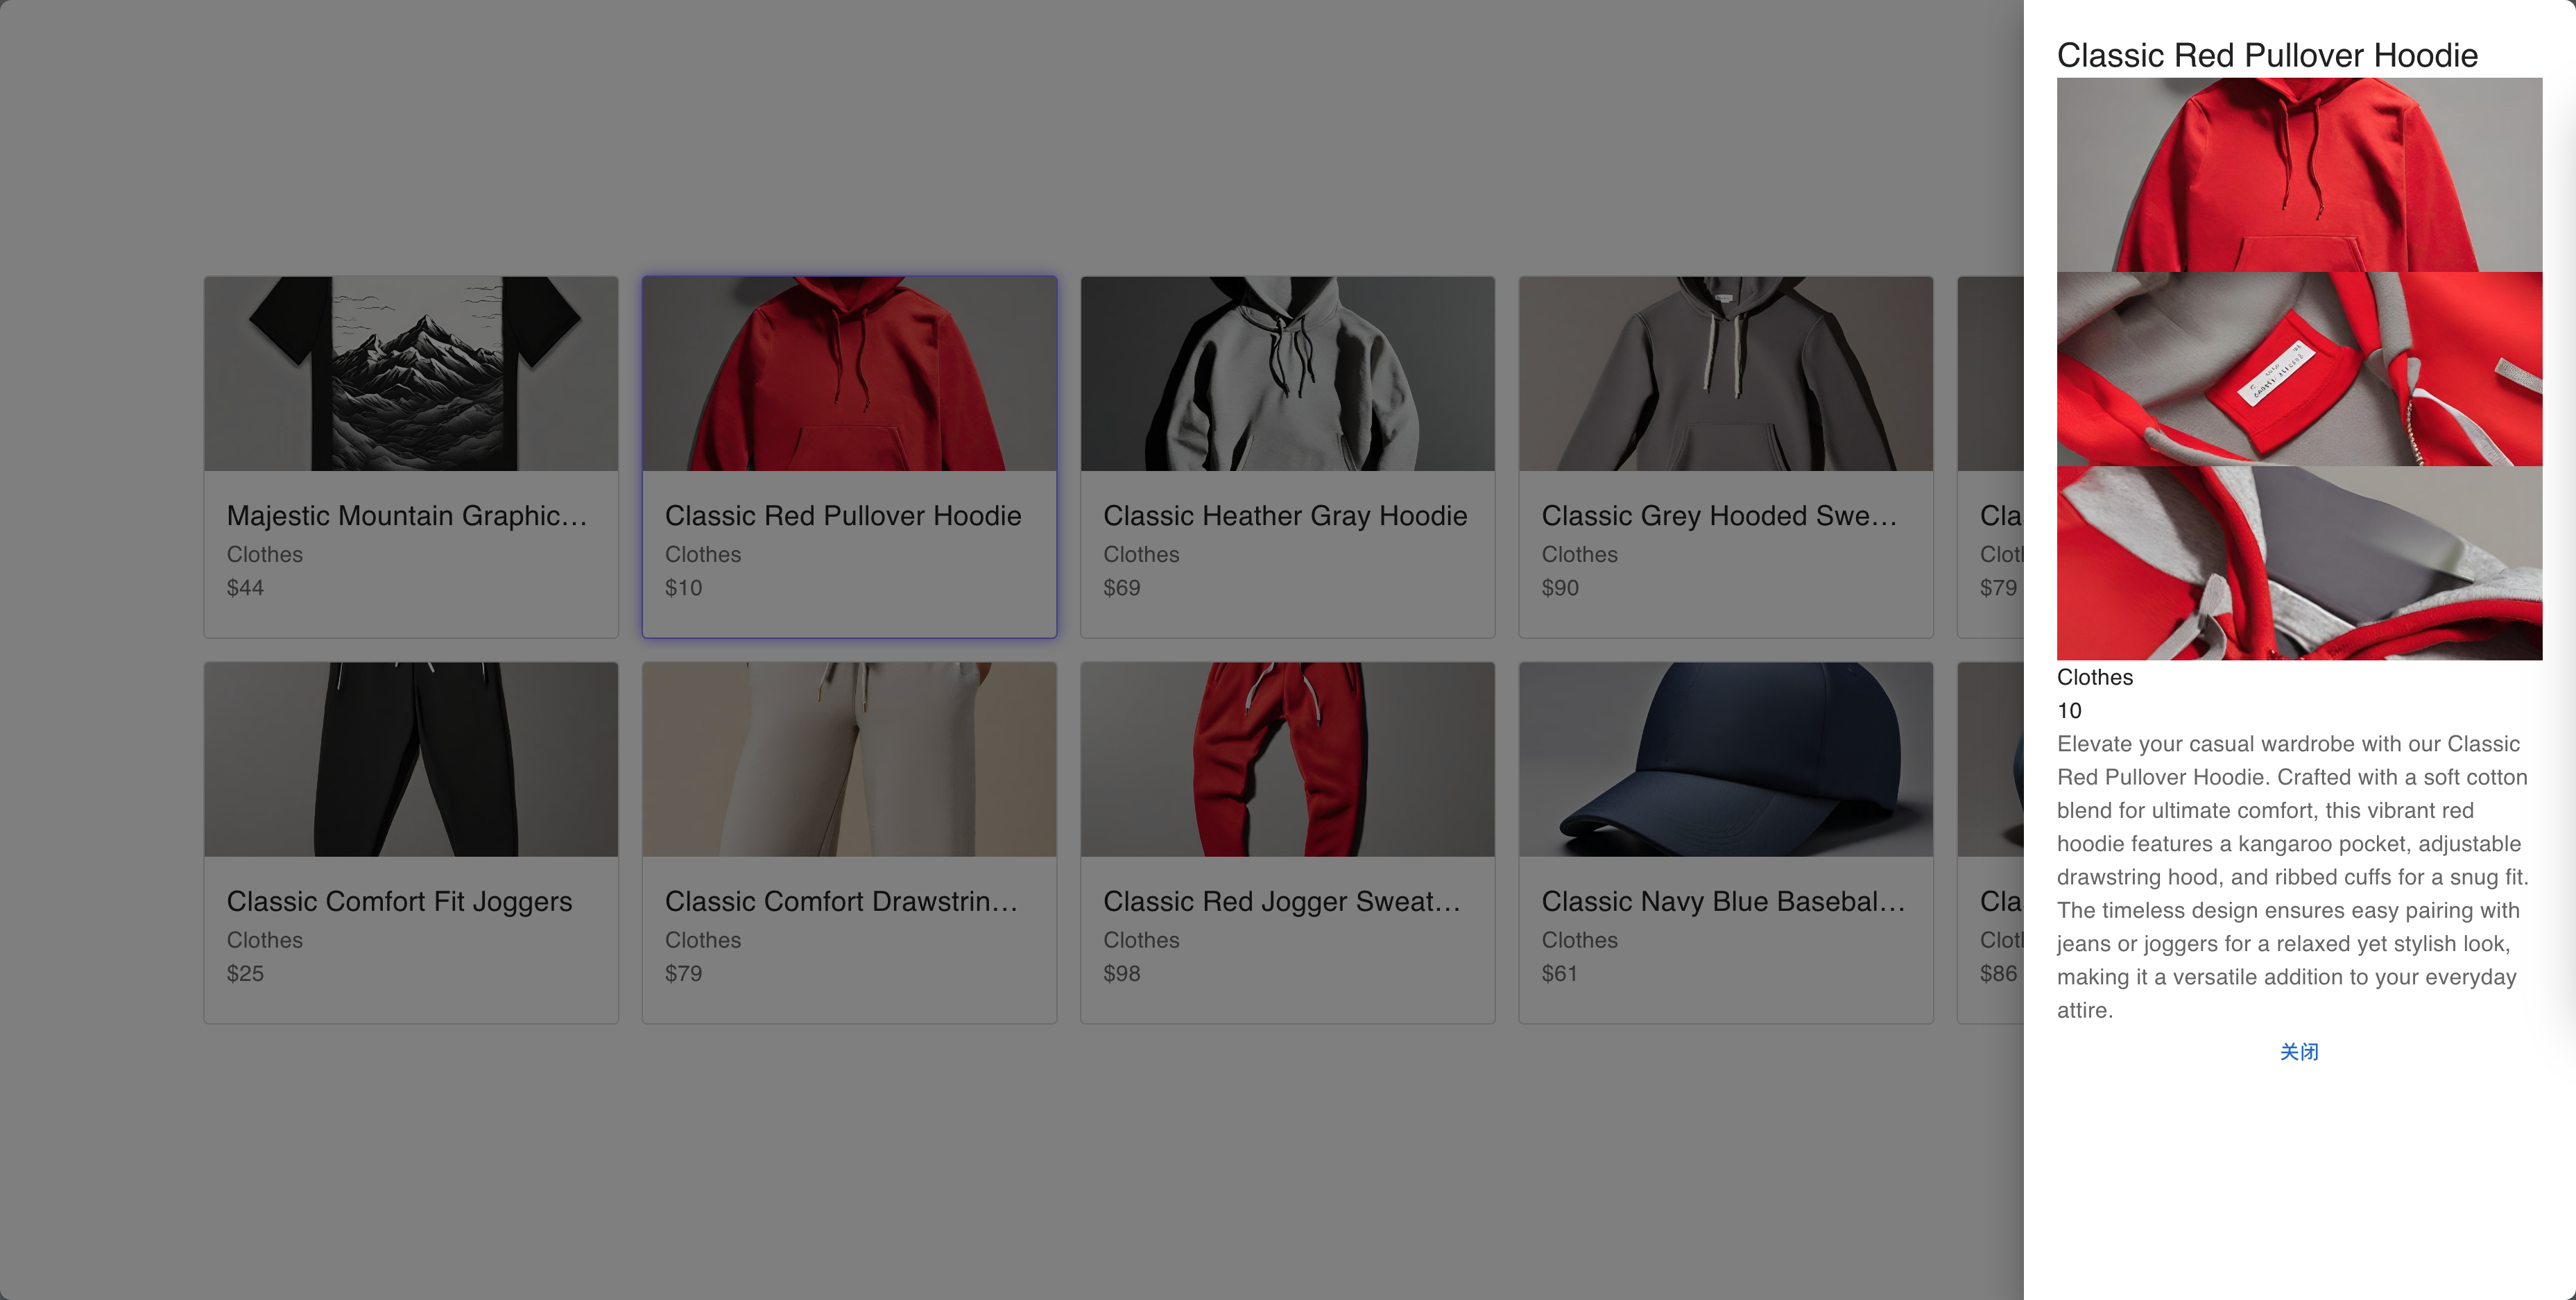 Majestic Mountain Graphic...
Clothes
$44
Classic Red Pullover Hoodie
Clothes
$10
Classic Heather Gray Hoodie
Clothes
$69
Classic Grey Hooded Swe...
Clothes
$90
Cla
Clot
$79
Classic Comfort Fit Joggers
Clothes
$25
Classic Comfort Drawstrin...
Clothes
$79
Classic Red Jogger Sweat...
Clothes
$98
Classic Navy Blue Basebal...
Clothes
$61
Cla
Clot
$86
Classic Red Pullover Hoodie
Clothes
10
Elevate your casual wardrobe with our Classic
Red Pullover Hoodie. Crafted with a soft cotton
blend for ultimate comfort, this vibrant red
hoodie features a kangaroo pocket, adjustable
drawstring hood, and ribbed cuffs for a snug fit.
The timeless design ensures easy pairing with
jeans or joggers for a relaxed yet stylish look,
making it a versatile addition to your everyday
attire.
关闭